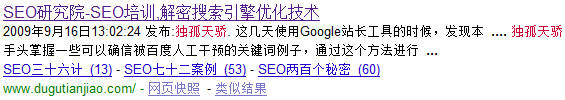 SEO研究院-SEO培训,解密搜索引擎优化技术
2009年9月16日13:02:24 发布:独孤天骄. 这几天使用Google站长工具的时候，发现本 .... 独孤天骄
手头掌握一些可以确信被百度人工干预的关键词例子，通过这个方法进行 ...
SEO三十六计 (13) - SEO七十二案例 (53) - SEO两百个秘密 (60)
www.dugutianjiao.com/ - 网页快照 - 类似结果